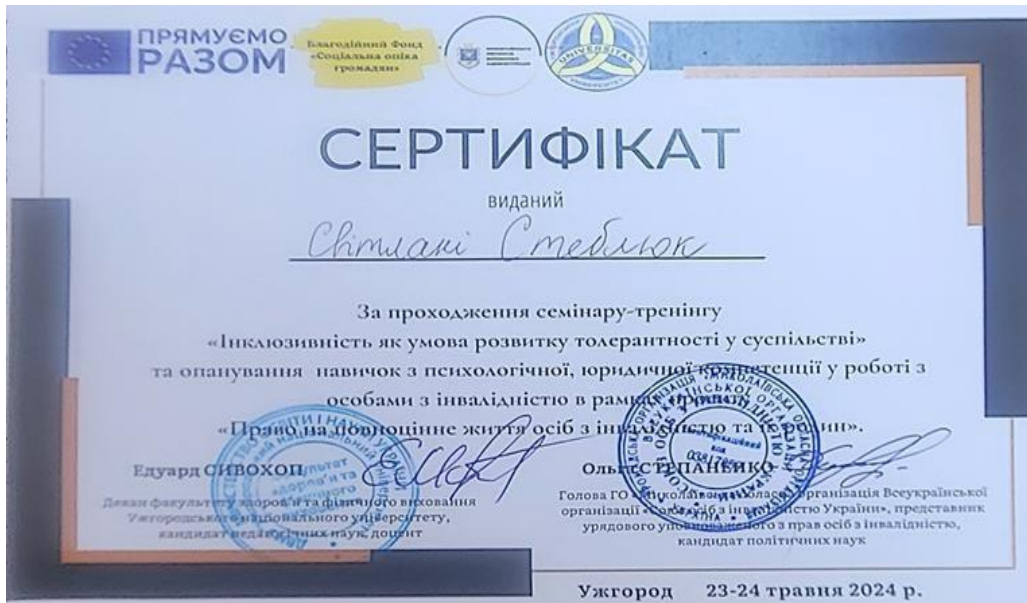 ПРЯМУЄМО
РАЗОМ
Благодійний Фонд
«Соціальна опіка
громадян»
UNIVERSITAS
СЕРТИФІКАТ
виданий
Світлані Стеблюк
За проходження семінару-тренінгу
«Інклюзивність як умова розвитку толерантності у суспільстві»
та опанування навичок з психологічної, юридичної компетенції у роботі з
особами з інвалідністю в рамках проєкту
«Право на повноцінне життя осіб з інвалідністю та їх родин».
Едуард СИВОХОП
Декан факультету здоров'я та фізичного виховання
Ужгородського національного університету,
кандидат педагогічних наук, доцент
Ольга СТЕПАНЕНКО
Голова ГО «Миколаївська обласна організація Всеукраїнської
організації «Союз осіб з інвалідністю України», представник
урядового уповноваженого з прав осіб з інвалідністю,
кандидат політичних наук
Ужгород 23-24 травня 2024 р.